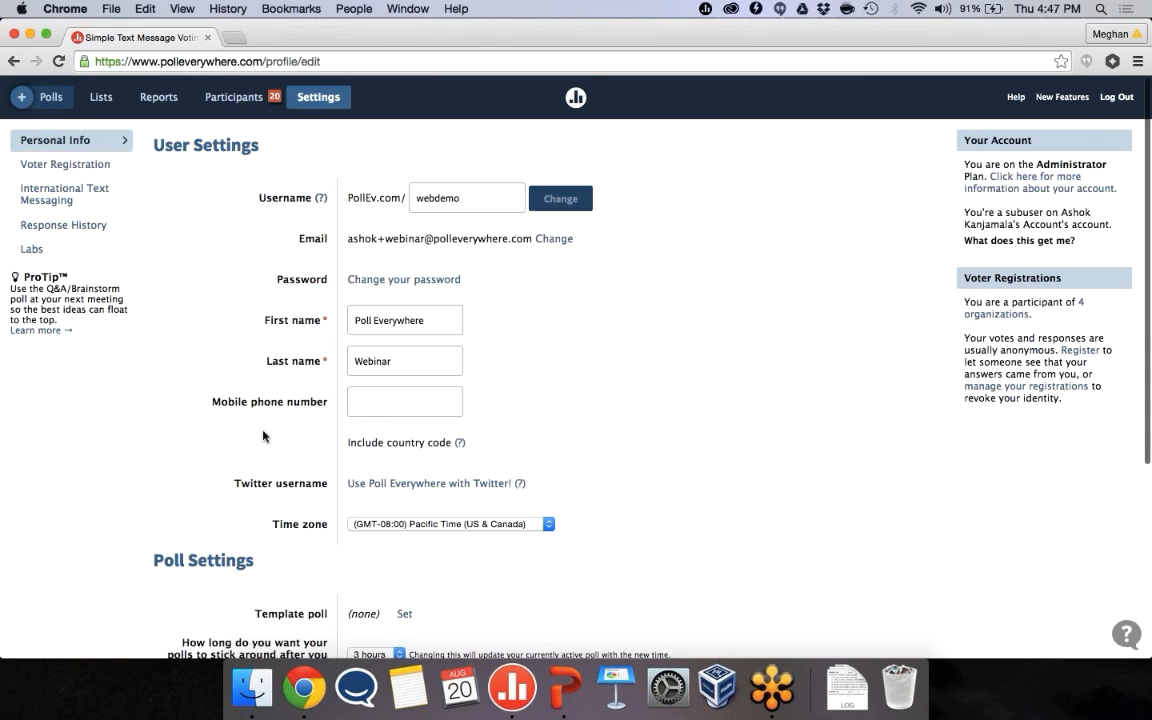 Chrome File Edit View History Bookmarks People Window Help 91% Thu 4:47 PM
Simple Text Message Votin × Meghan
https://www.polleverywhere.com/profile/edit
+ Polls Lists Reports Participants 20 Settings Help New Features Log Out
Personal Info
Voter Registration
International Text
Messaging
Response History
Labs
ProTip™
Use the Q&A/Brainstorm
poll at your next meeting
so the best ideas can float
to the top.
Learn more →
User Settings
Username (?) PollEv.com/ webdemo Change
Email ashok+webinar@polleverywhere.com Change
Password Change your password
First name * Poll Everywhere
Last name * Webinar
Mobile phone number
Include country code (?)
Twitter username Use Poll Everywhere with Twitter! (?)
Time zone (GMT-08:00) Pacific Time (US & Canada)
Poll Settings
Template poll (none) Set
How long do you want your
polls to stick around after you 3 hours Changing this will update your currently active poll with the new time.
Your Account
You are on the Administrator
Plan. Click here for more
information about your account.
You're a subuser on Ashok
Kanjamala's Account's account.
What does this get me?
Voter Registrations
You are a participant of 4
organizations.
Your votes and responses are
usually anonymous. Register to
let someone see that your
answers came from you, or
manage your registrations to
revoke your identity.
?
AUG
20
LOG